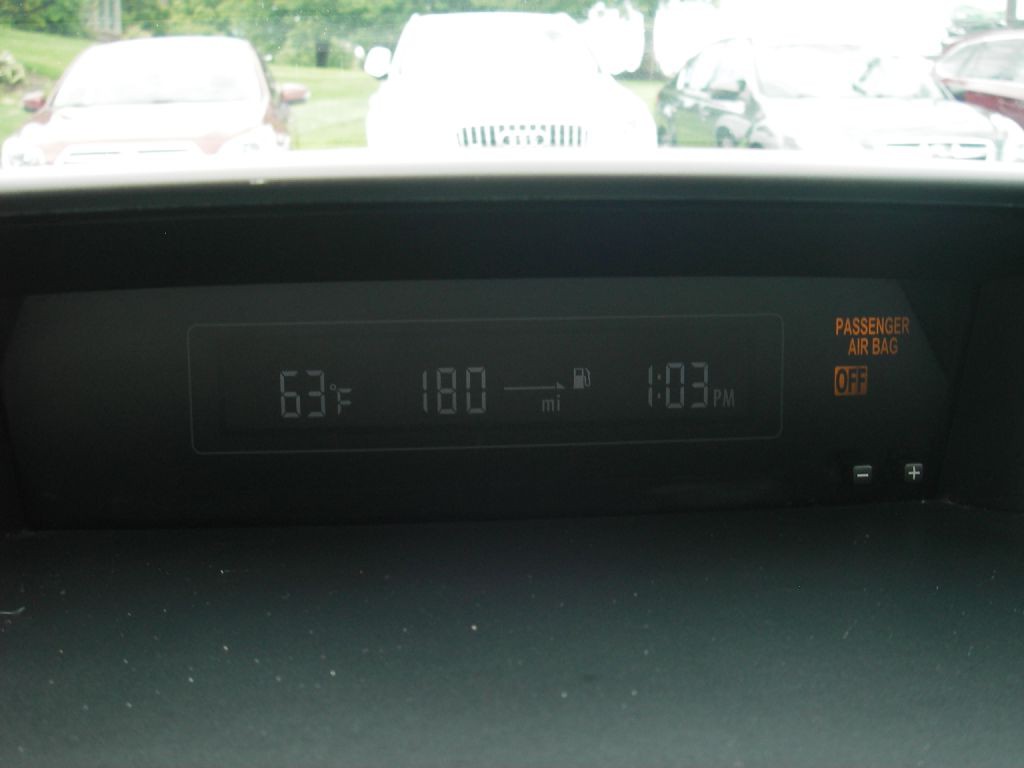 63°F 180 mi 1:03 PM
PASSENGER
AIR BAG
OFF
- +